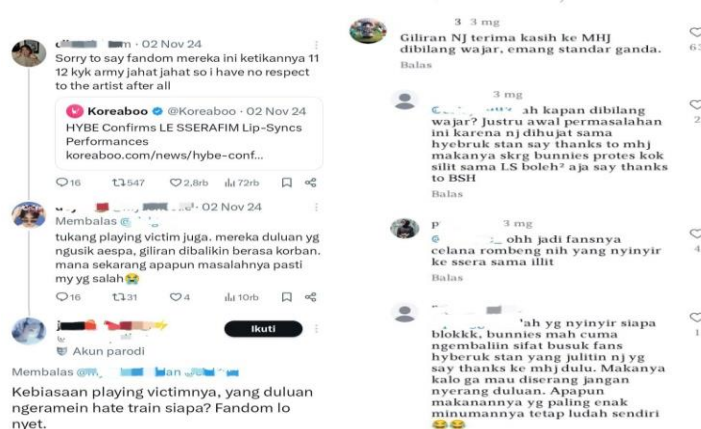 · 02 Nov 24
Sorry to say fandom mereka ini ketikannya 11
12 kyk army jahat jahat so i have no respect
to the artist after all
Koreaboo @Koreaboo · 02 Nov 24
HYBE Confirms LE SSERAFIM Lip-Syncs
Performances
koreaboo.com/news/hybe-conf...
16 547 2,8rb 72rb
· 02 Nov 24
Membalas @
tukang playing victim juga. mereka duluan yg
ngusik aespa, giliran dibalikin berasa korban.
mana sekarang apapun masalahnya pasti
my yg salah😭
16 31 4 10rb
Ikuti
Akun parodi
Membalas @ dan
Kebiasaan playing victimnya, yang duluan
ngeramein hate train siapa? Fandom lo
nyet.
3 3 mg
Giliran NJ terima kasih ke MHJ
dibilang wajar, emang standar ganda.
Balas
3 mg
ah kapan dibilang
wajar? Justru awal permasalahan
ini karena nj dihujat sama
hyebruk stan say thanks to mhj
makanya skrg bunnies protes kok
silit sama LS boleh² aja say thanks
to BSH
Balas
3 mg
ohh jadi fansnya
celana rombeng nih yang nyinyir
ke ssera sama illit
Balas
'ah yg nyinyir siapa
blokkk, bunnies mah cuma
ngembaliin sifat busuk fans
hyberuk stan yang julitin nj yg
say thanks ke mhj dulu. Makanya
kalo ga mau diserang jangan
nyerang duluan. Apapun
makanannya yg paling enak
minumannya tetap ludah sendiri
😂😂